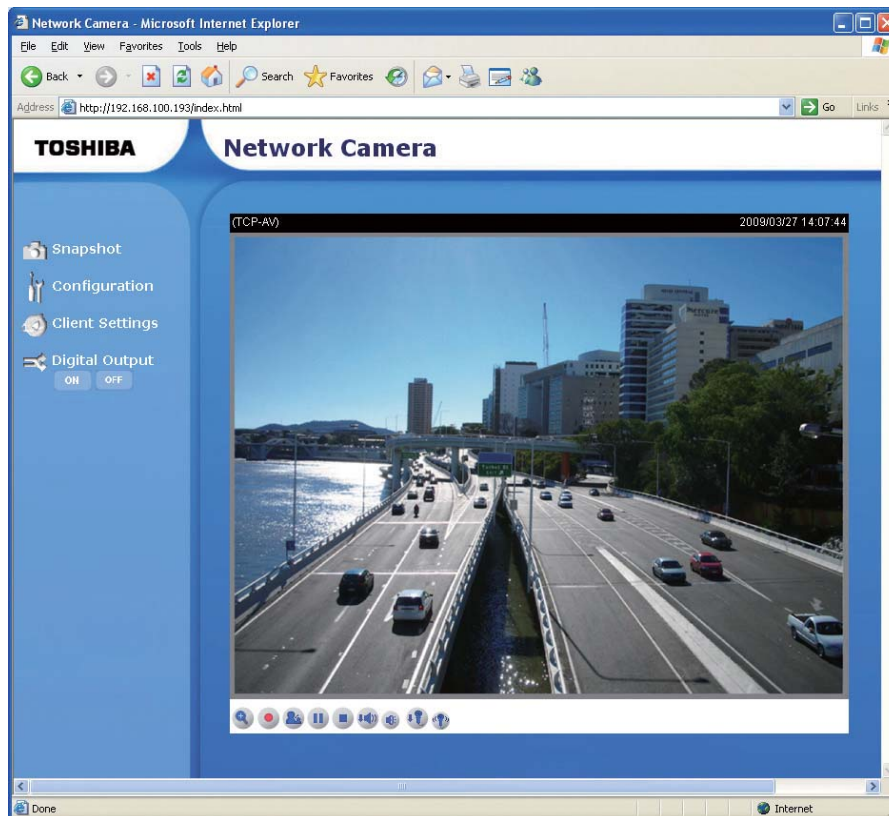 Network Camera - Microsoft Internet Explorer
File Edit View Favorites Tools Help
Back Search Favorites
Address http://192.168.100.193/index.html Go Links
TOSHIBA
Network Camera
(TCP-AV) 2009/03/27 14:07:44
Snapshot
Configuration
Client Settings
Digital Output
ON OFF
Mercure
Done Internet